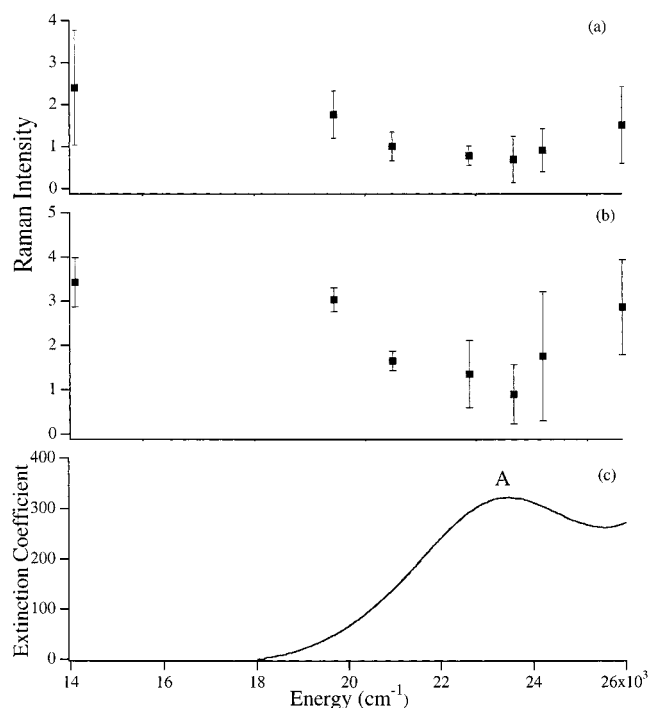 (a)
4
3
2
1
0
Raman Intensity
(b)
5
4
3
2
1
0
(c)
A
400
300
200
100
0
Extinction Coefficient
14 16 18 20 22 24 26x10³
Energy (cm⁻¹)